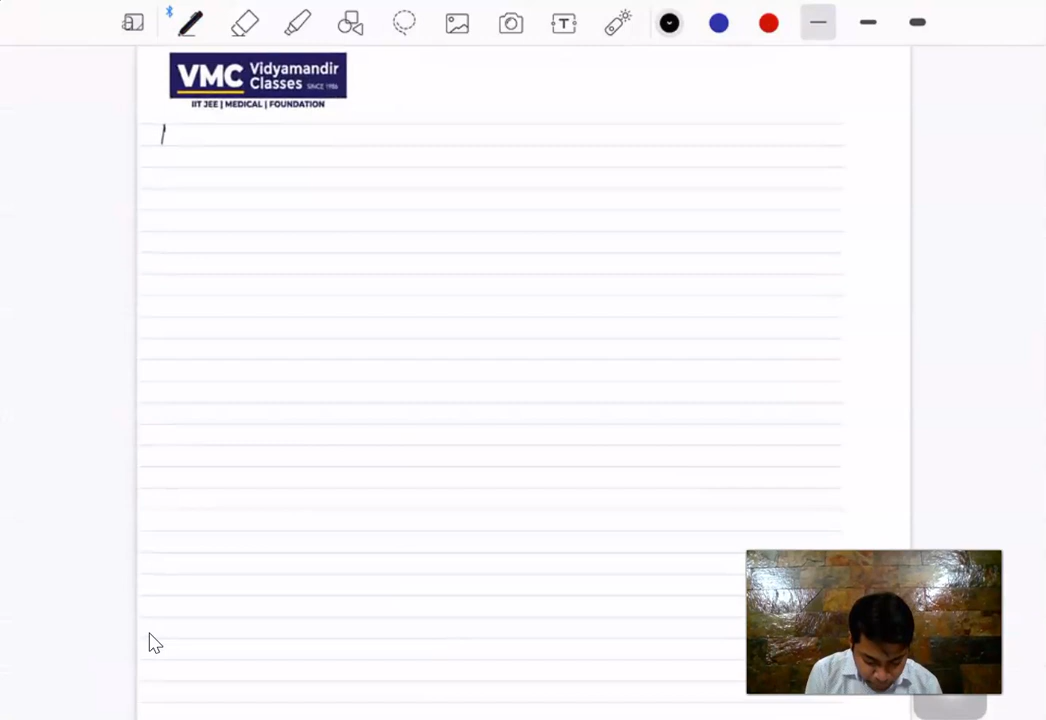 VMC Vidyamandir Classes SINCE 1986
IIT JEE | MEDICAL | FOUNDATION
T
a